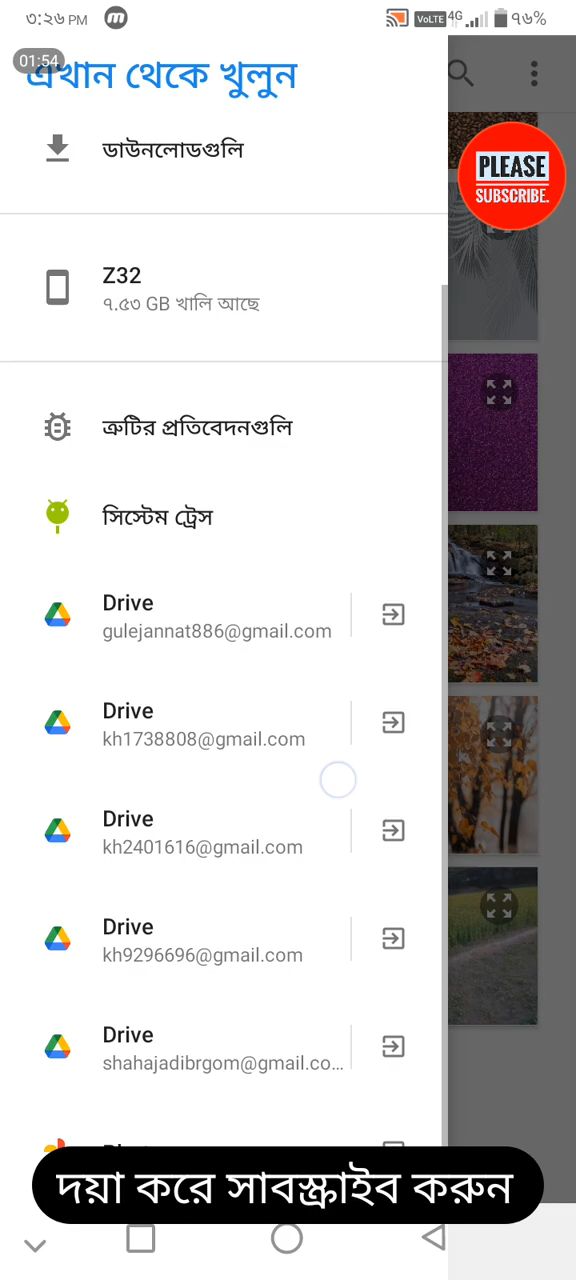 ৩:২৬ PM
VoLTE 4G ৭৬%
01:54
এখান থেকে খুলুন
ডাউনলোডগুলি
PLEASE
SUBSCRIBE.
Z32
৭.৫৩ GB খালি আছে
ত্রুটির প্রতিবেদনগুলি
সিস্টেম ট্রেস
Drive
gulejannat886@gmail.com
Drive
kh1738808@gmail.com
Drive
kh2401616@gmail.com
Drive
kh9296696@gmail.com
Drive
shahajadibrgom@gmail.co...
দয়া করে সাবস্ক্রাইব করুন